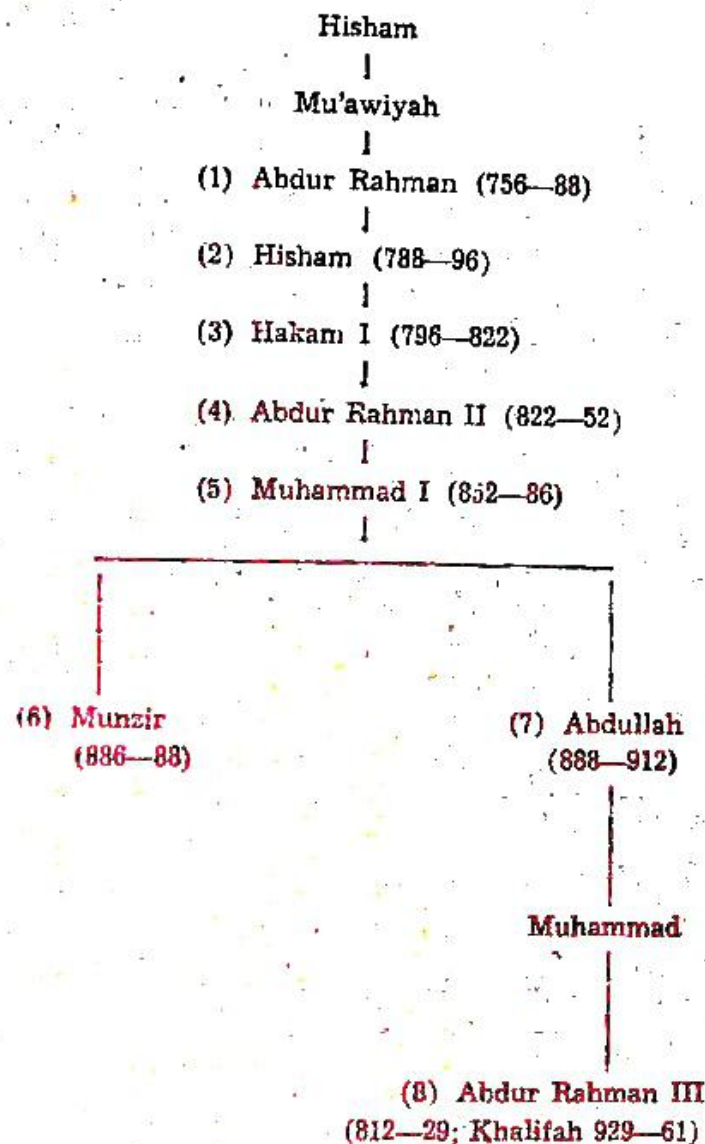 Hisham
Mu'awiyah
(1) Abdur Rahman (756—88)
(2) Hisham (788—96)
(3) Hakam I (796—822)
(4) Abdur Rahman II (822—52)
(5) Muhammad I (852—86)
(6) Munzir
(886—88)
(7) Abdullah
(888—912)
Muhammad
(8) Abdur Rahman III
(812—29; Khalifah 929—61)